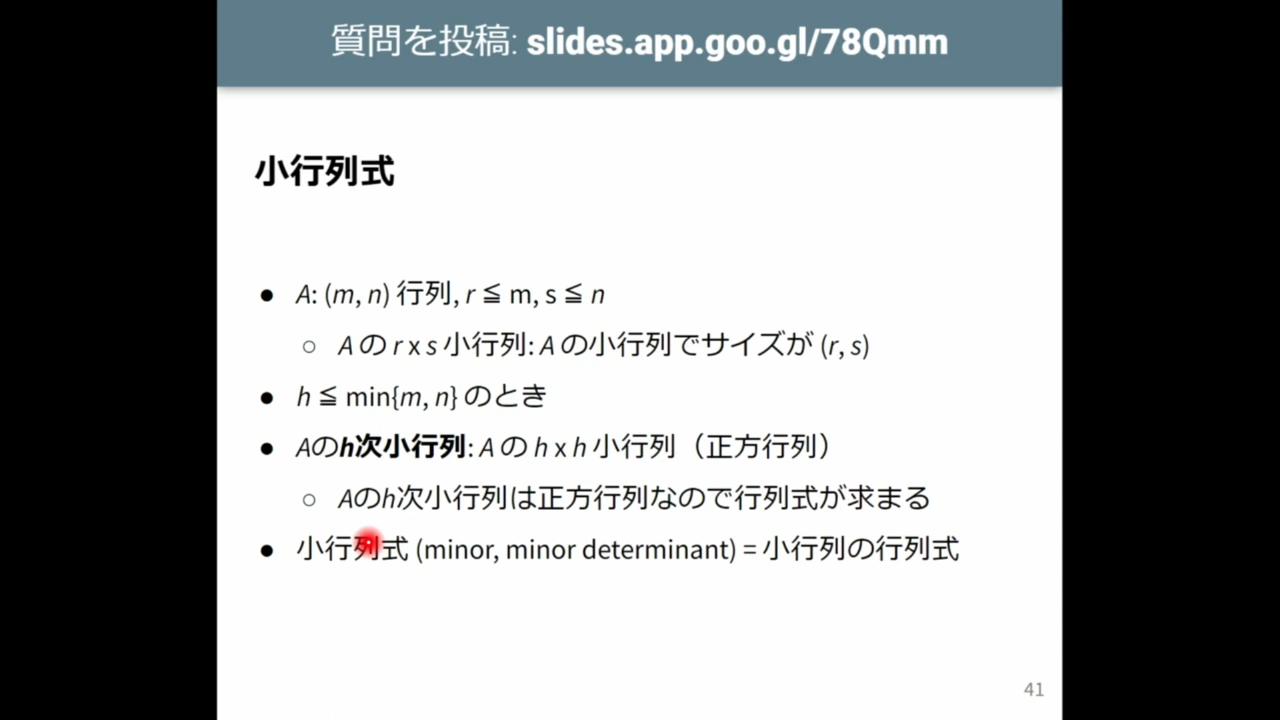 質問を投稿: slides.app.goo.gl/78Qmm
小行列式
● A: (m, n) 行列, r ≦ m, s ≦ n
○ A の r x s 小行列: A の小行列でサイズが (r, s)
● h ≦ min{m, n} のとき
● Aのh次小行列: A の h x h 小行列（正方行列）
○ Aのh次小行列は正方行列なので行列式が求まる
● 小行列式 (minor, minor determinant) = 小行列の行列式
41